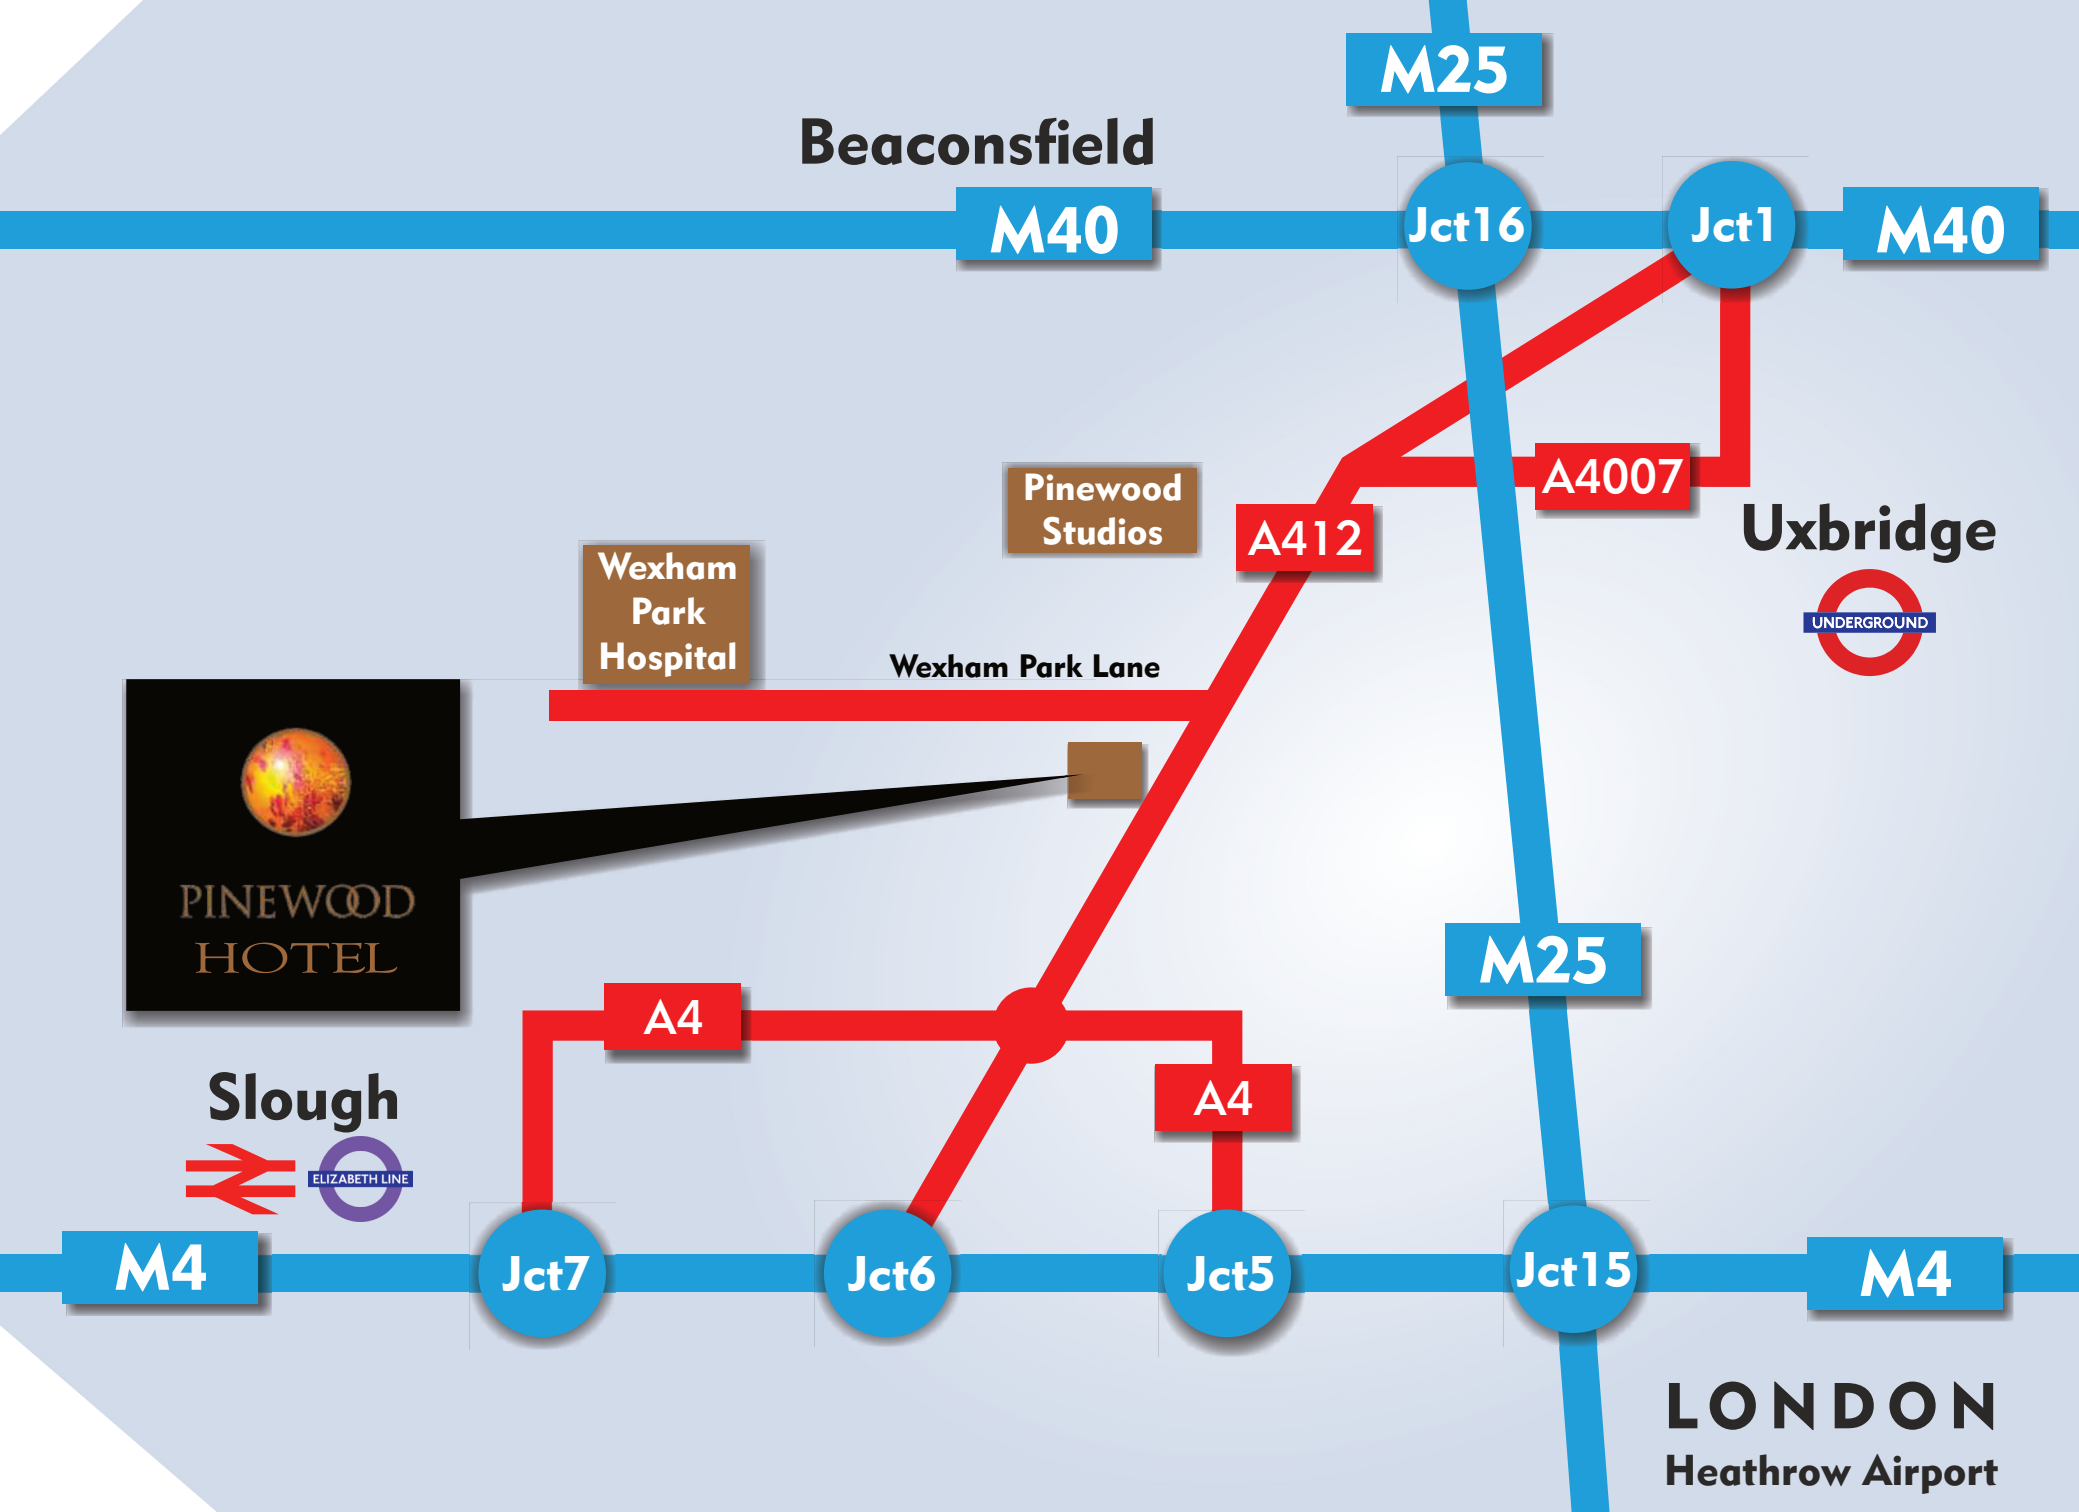 M25
Beaconsfield
M40
Jct16
Jct1
M40
Pinewood
Studios
A412
A4007
Uxbridge
UNDERGROUND
Wexham
Park
Hospital
Wexham Park Lane
PINEWOOD
HOTEL
M25
A4
A4
Slough
ELIZABETH LINE
M4
Jct7
Jct6
Jct5
Jct15
M4
LONDON
Heathrow Airport